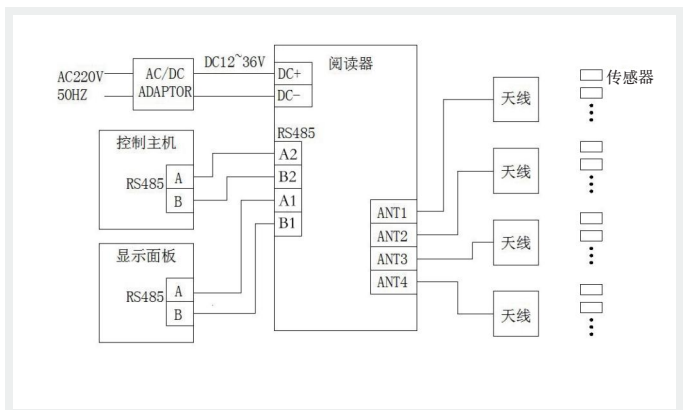 AC220V
50HZ
AC/DC
ADAPTOR
DC12~36V
阅读器
DC+
DC-
RS485
A2
B2
A1
B1
控制主机
RS485
A
B
显示面板
RS485
A
B
ANT1
ANT2
ANT3
ANT4
天线
天线
天线
天线
传感器